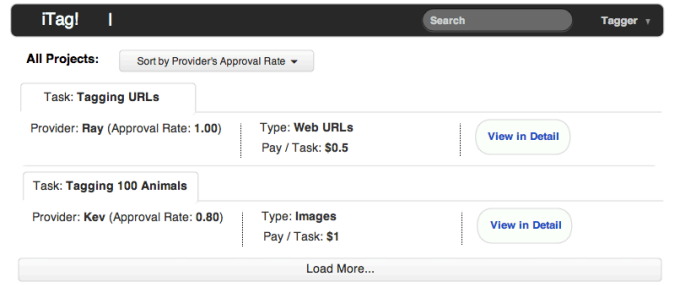 iTag! | Search Tagger ▼
All Projects: Sort by Provider's Approval Rate ▼
Task: Tagging URLs
Provider: Ray (Approval Rate: 1.00) Type: Web URLs View in Detail
Pay / Task: $0.5
Task: Tagging 100 Animals
Provider: Kev (Approval Rate: 0.80) Type: Images View in Detail
Pay / Task: $1
Load More...